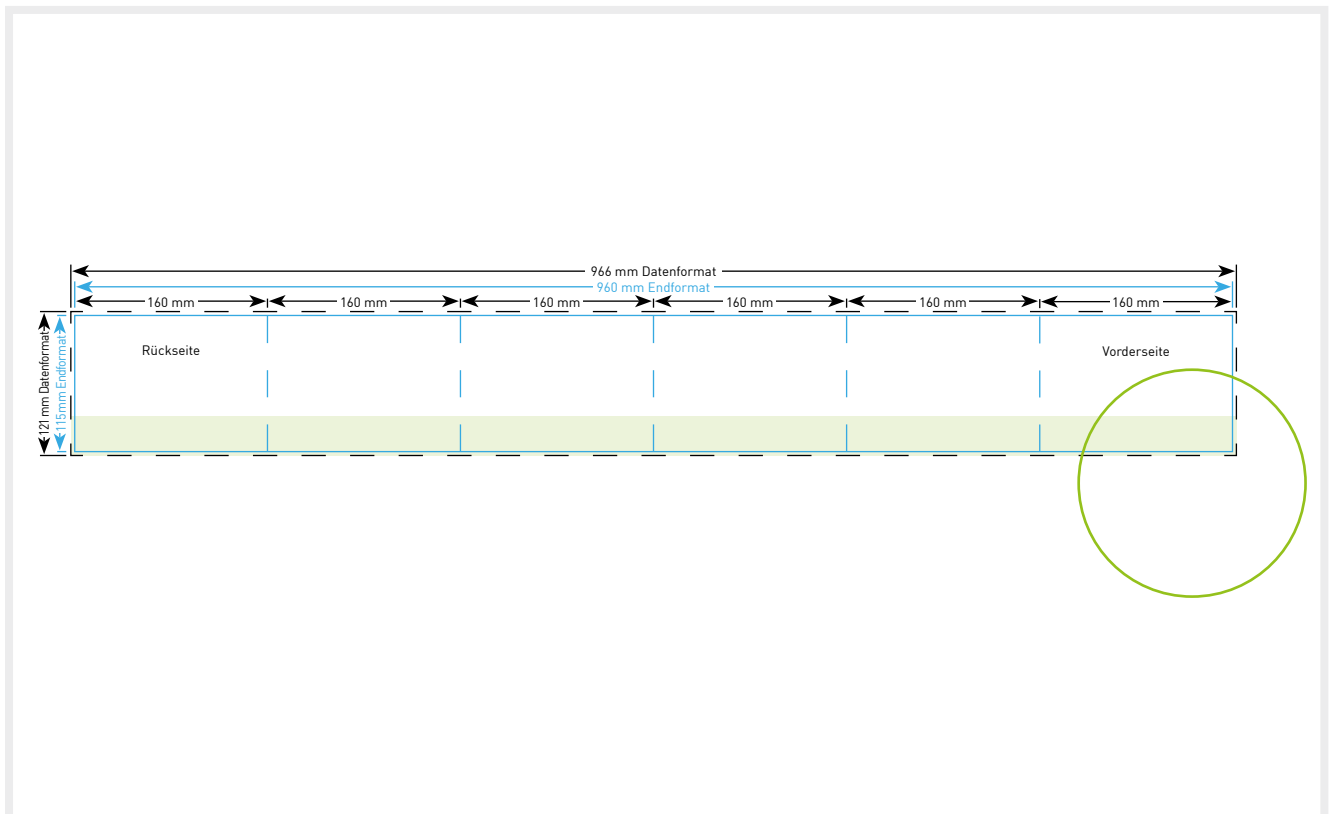 966 mm Datenformat
960 mm Endformat
160 mm 160 mm 160 mm 160 mm 160 mm 160 mm
121 mm Datenformat
115mm Endformat
Rückseite
Vorderseite